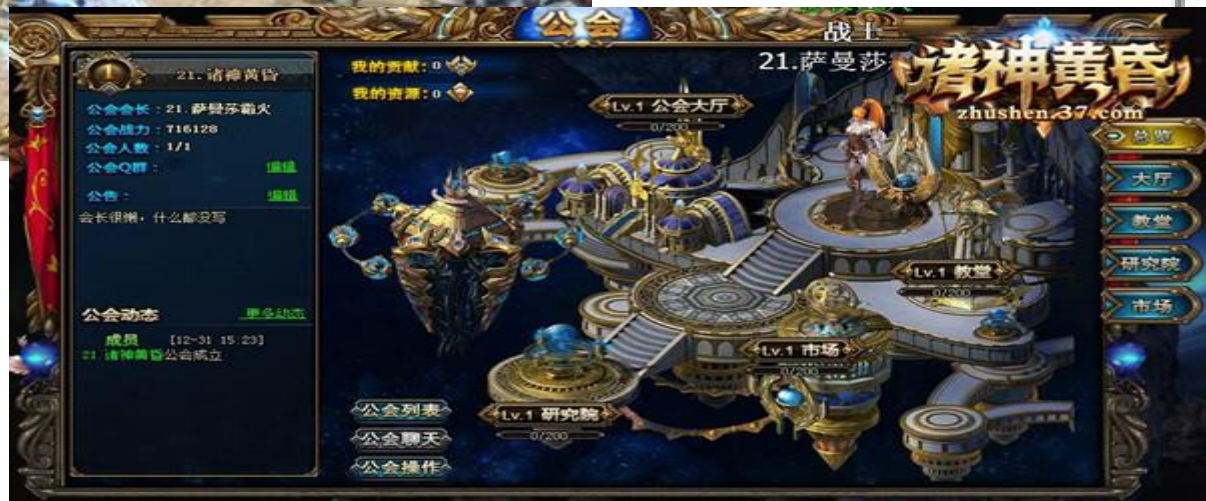 公会
战士
21.萨曼莎
诸神黄昏
zhushen.37.com
1
21.诸神黄昏
公会会长：21.萨曼莎霜火
公会战力：716128
公会人数：1/1
公会Q群：
编辑
公告：
编辑
会长很懒，什么都没写
公会动态
更多动态
成员 [12-31 15:23]
21.诸神黄昏公会成立
我的贡献：0
我的资源：0
Lv.1 公会大厅
0/200
Lv.1 教堂
0/200
Lv.1 市场
0/200
Lv.1 研究院
0/200
公会列表
公会聊天
公会操作
总览
大厅
教堂
研究院
市场